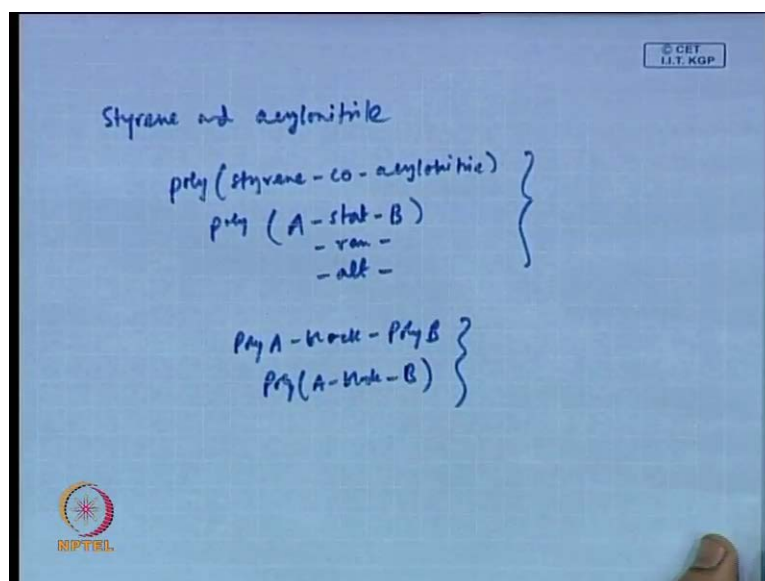 © CET
I.I.T. KGP
Styrene and acrylonitrile
poly (styrene - co - acrylonitrile)
poly (A - stat - B)
- ran -
- alt -
Poly A - block - Poly B
Poly (A - block - B)
NPTEL